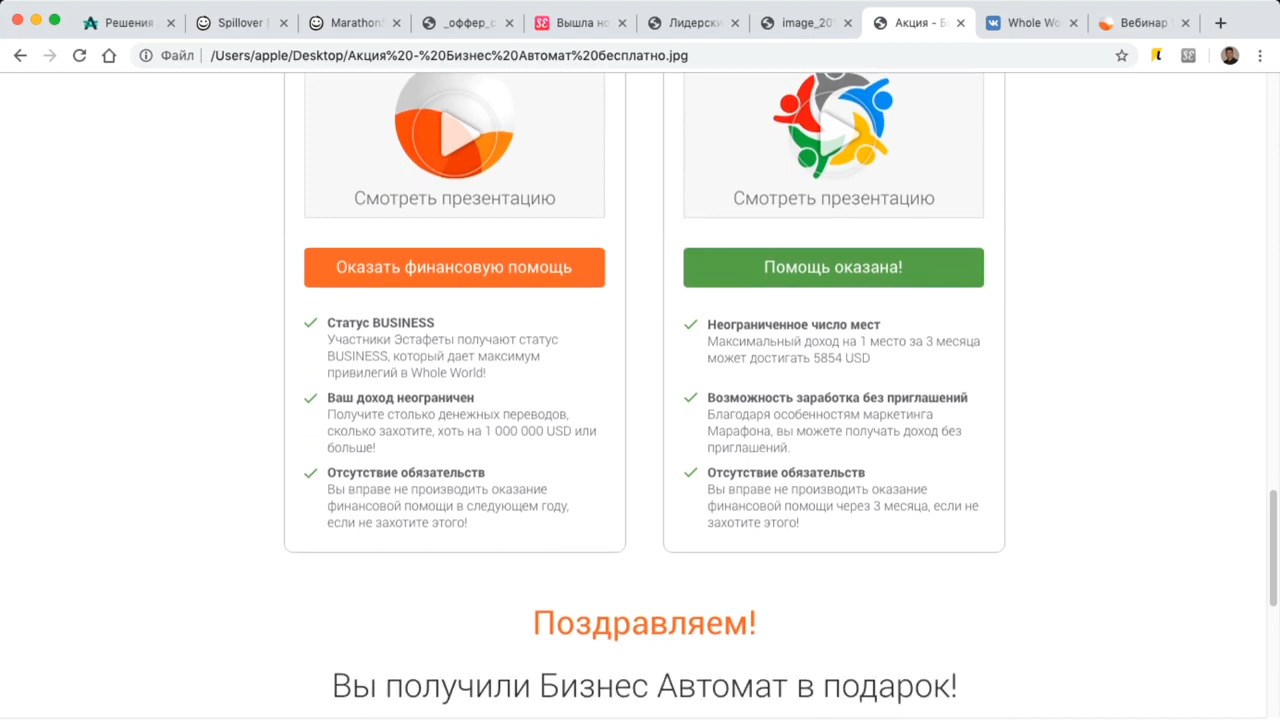 Решения
Spillover |
Marathon
_оффер_с
Вышла но
Лидерски
image_20
Акция - Б
Whole Wo
Вебинар
Файл
/Users/apple/Desktop/Акция%20-%20Бизнес%20Автомат%20бесплатно.jpg
Смотреть презентацию
Оказать финансовую помощь
Статус BUSINESS
Участники Эстафеты получают статус
BUSINESS, который дает максимум
привилегий в Whole World!
Ваш доход неограничен
Получите столько денежных переводов,
сколько захотите, хоть на 1 000 000 USD или
больше!
Отсутствие обязательств
Вы вправе не производить оказание
финансовой помощи в следующем году,
если не захотите этого!
Смотреть презентацию
Помощь оказана!
Неограниченное число мест
Максимальный доход на 1 место за 3 месяца
может достигать 5854 USD
Возможность заработка без приглашений
Благодаря особенностям маркетинга
Марафона, вы можете получать доход без
приглашений.
Отсутствие обязательств
Вы вправе не производить оказание
финансовой помощи через 3 месяца, если не
захотите этого!
Поздравляем!
Вы получили Бизнес Автомат в подарок!